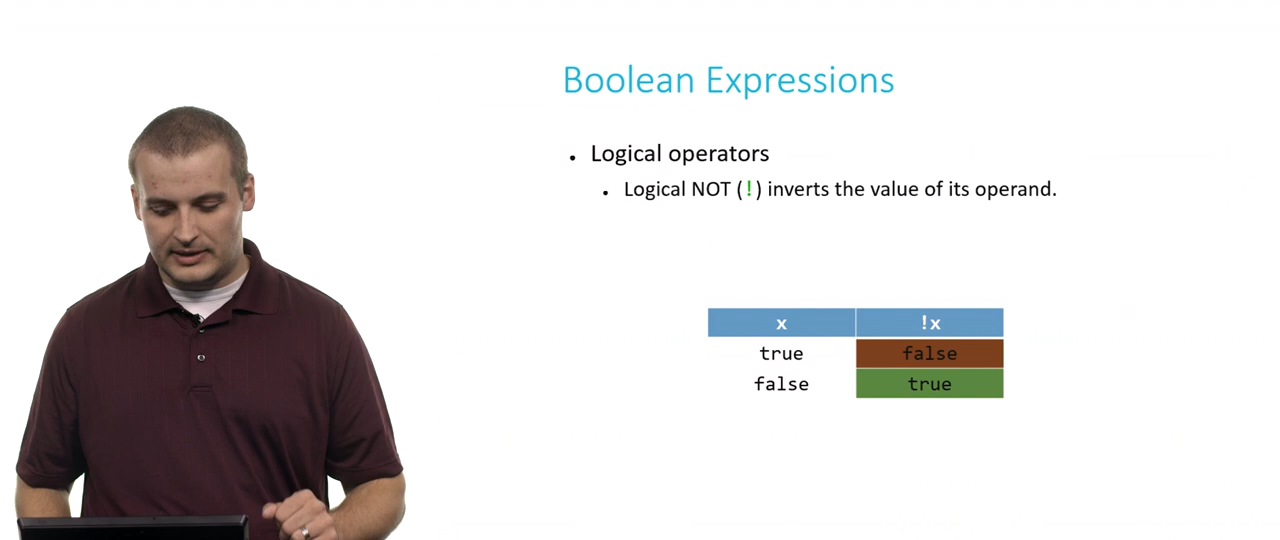 Boolean Expressions
• Logical operators
• Logical NOT (!) inverts the value of its operand.
x !x
true false
false true